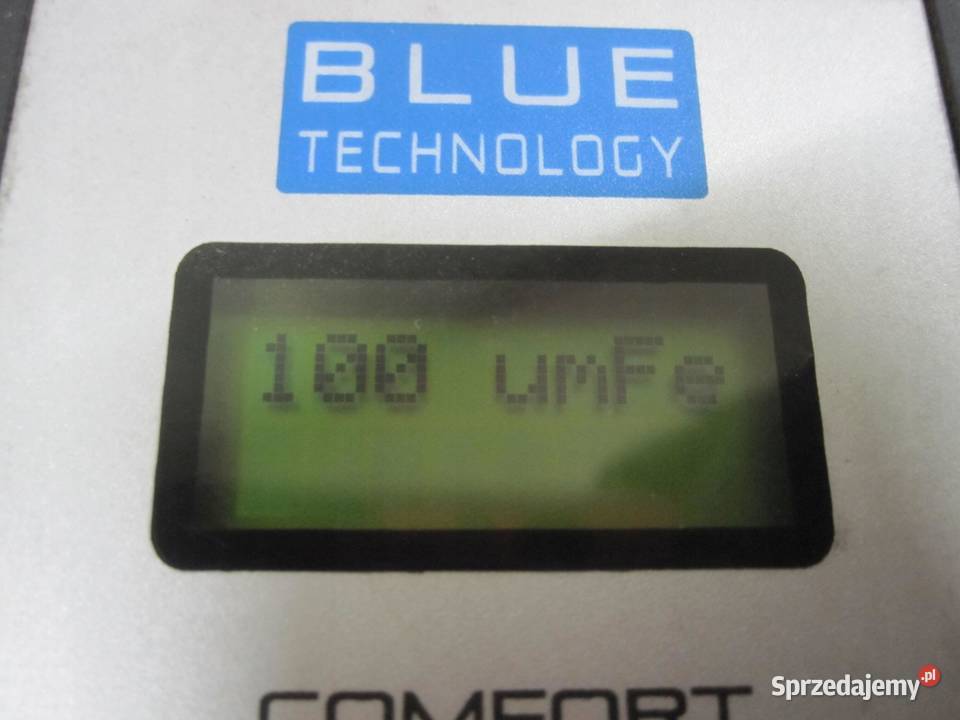 BLUE
TECHNOLOGY
100 umFe
COMFORT
Sprzedajemy.pl